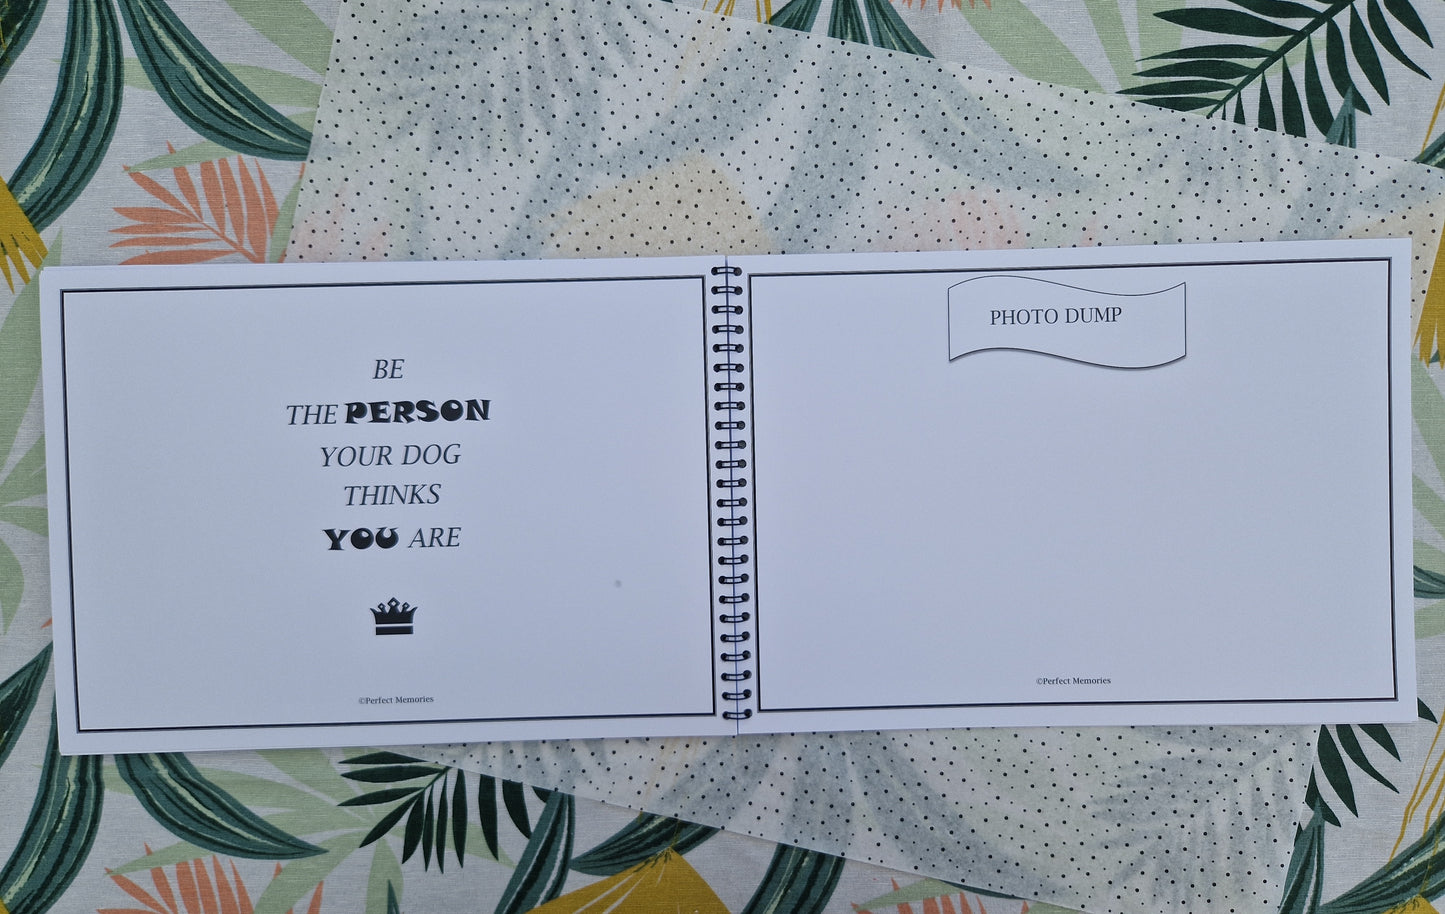 BE
THE PERSON
YOUR DOG
THINKS
YOU ARE
©Perfect Memories
PHOTO DUMP
©Perfect Memories